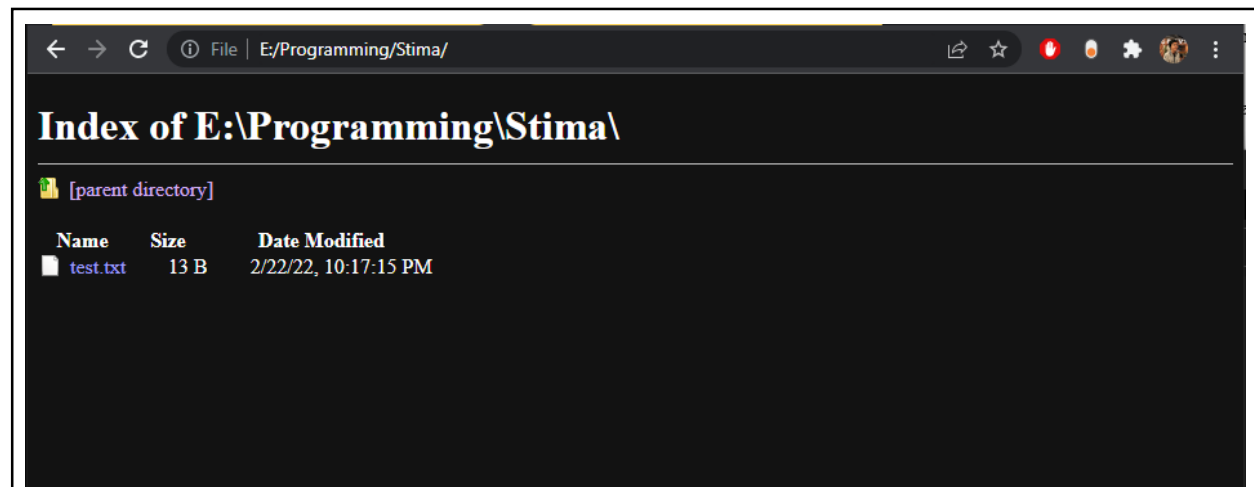 File | E:/Programming/Stima/
Index of E:\Programming\Stima\
[parent directory]
Name Size Date Modified
test.txt 13 B 2/22/22, 10:17:15 PM